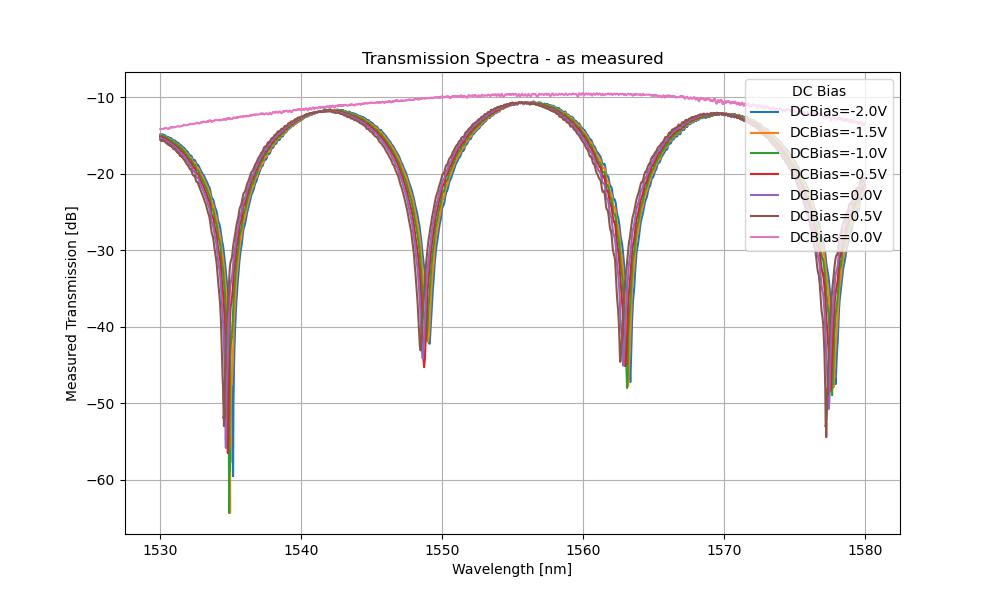 Transmission Spectra - as measured
Measured Transmission [dB]
−10
−20
−30
−40
−50
−60
DC Bias
DCBias=-2.0V
DCBias=-1.5V
DCBias=-1.0V
DCBias=-0.5V
DCBias=0.0V
DCBias=0.5V
DCBias=0.0V
1530
1540
1550
1560
1570
1580
Wavelength [nm]